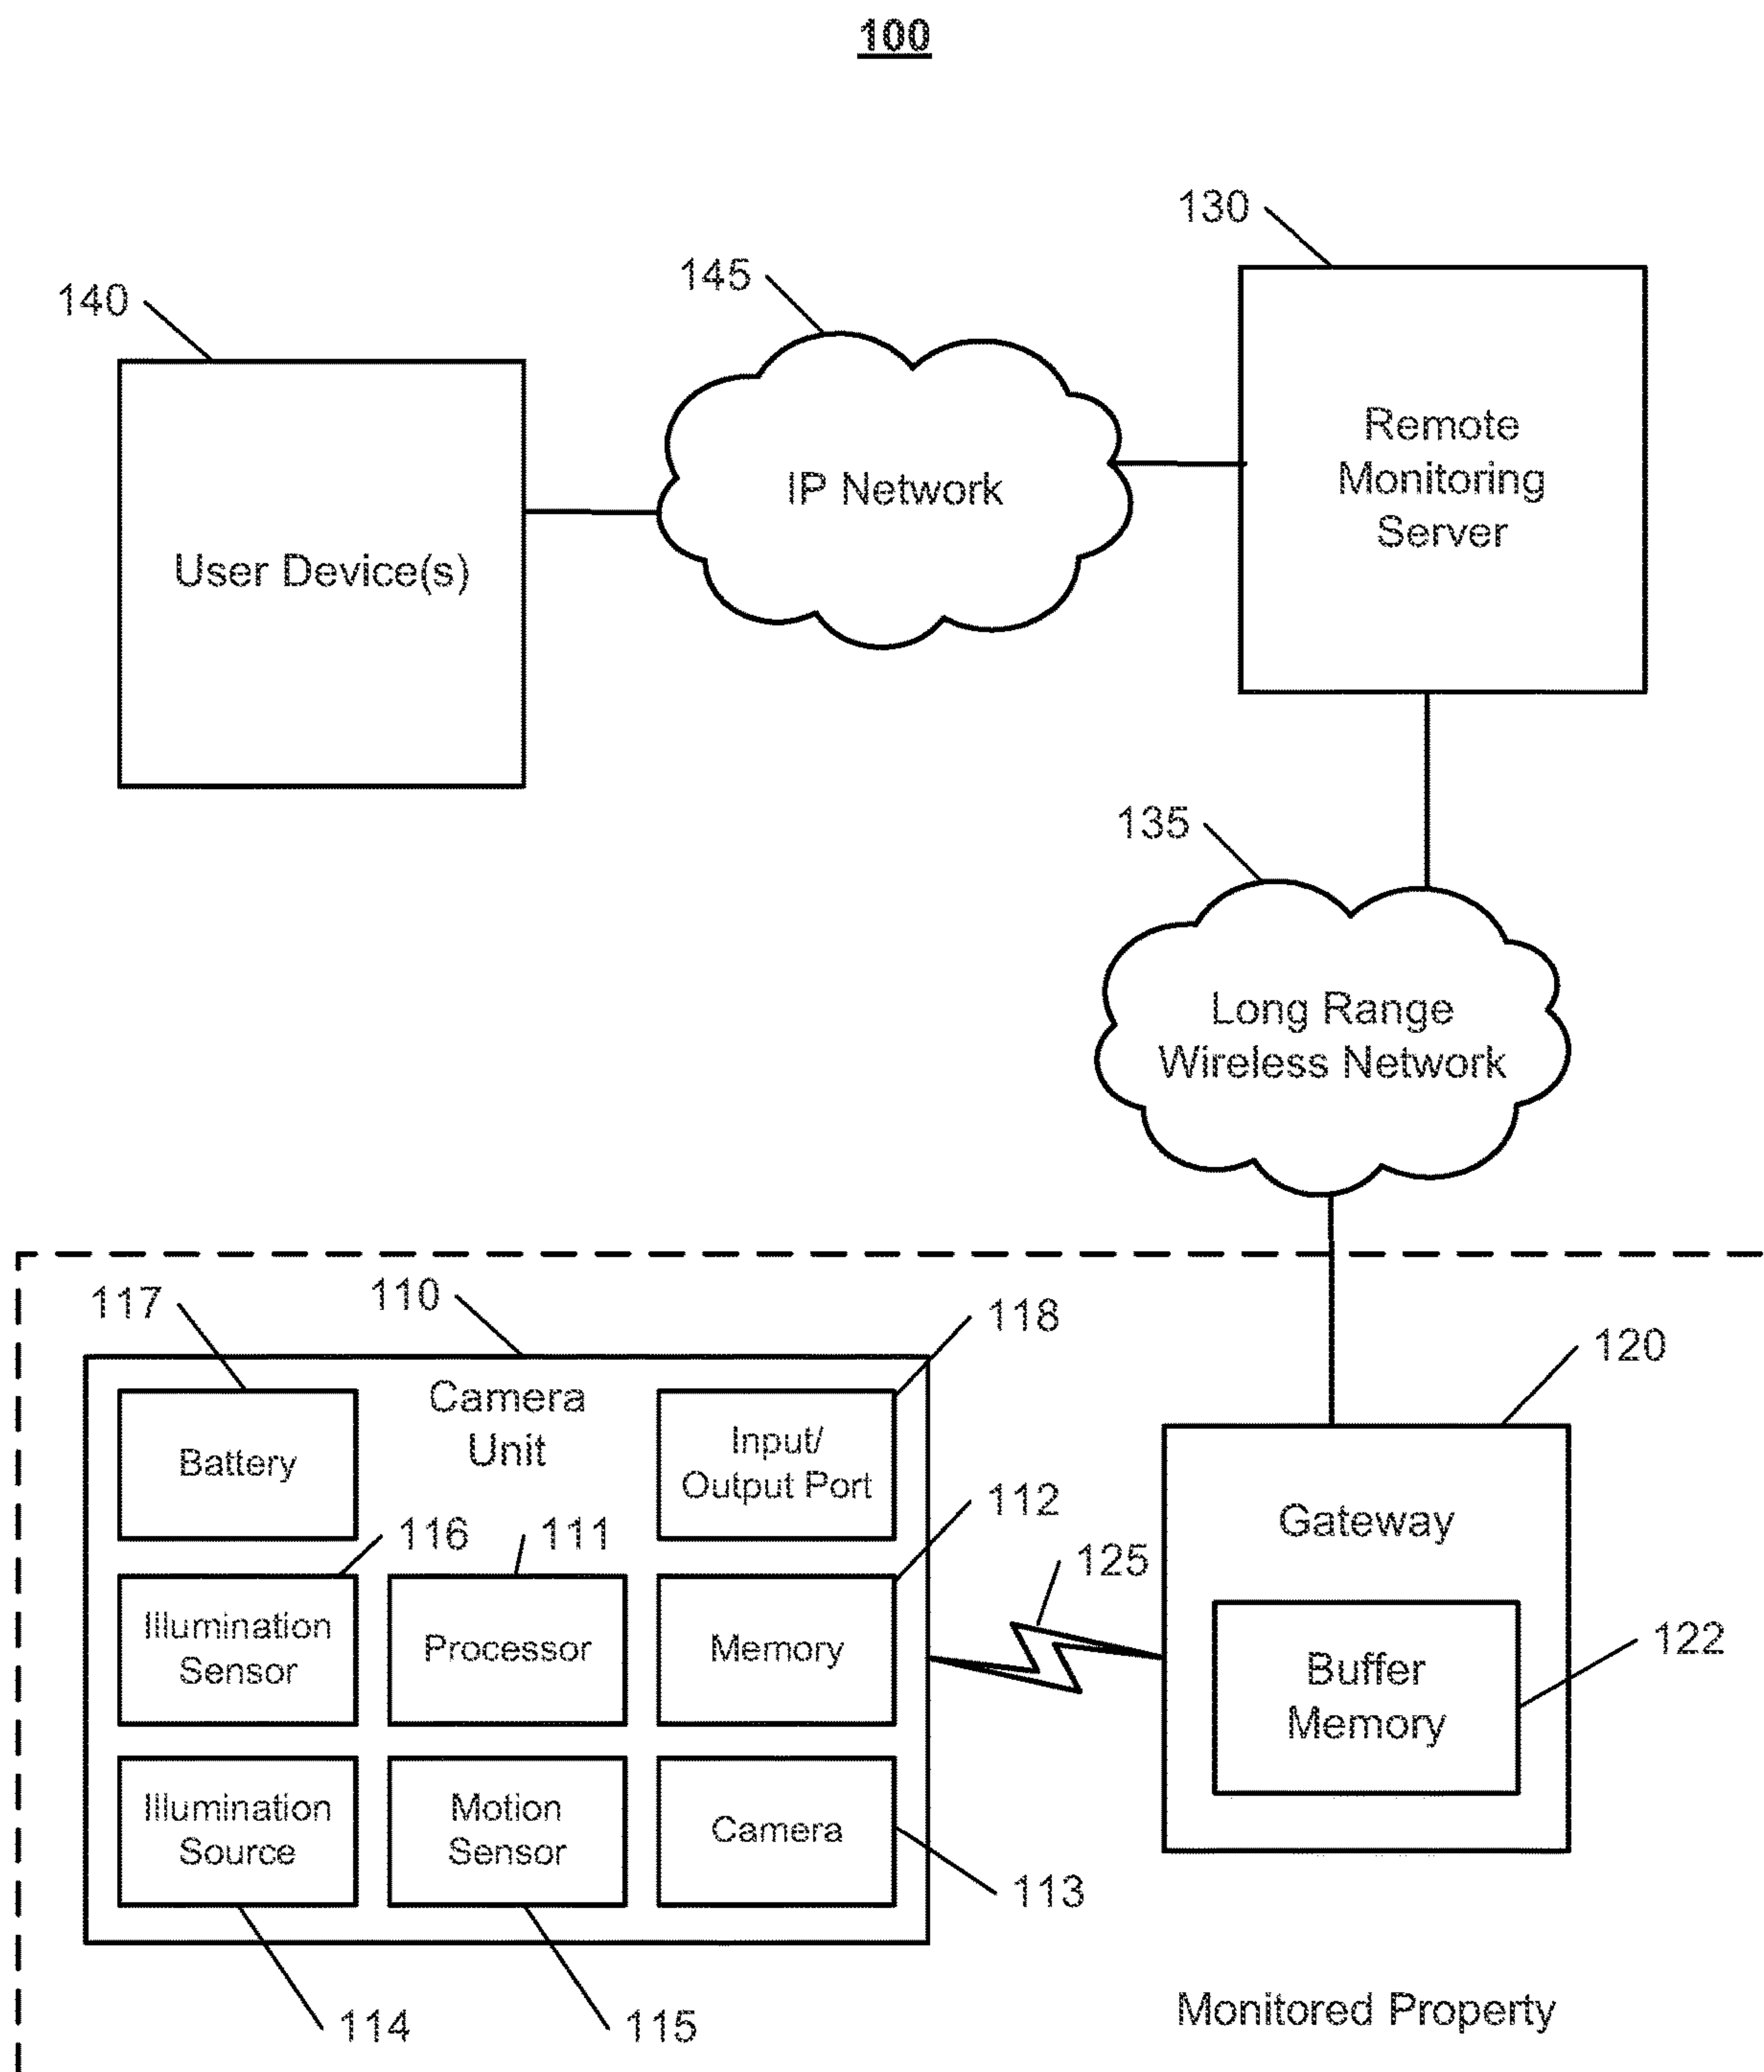 100
130
145
140
Remote
Monitoring
Server
IP Network
User Device(s)
135
Long Range
Wireless Network
117
110
118
120
Camera
Unit
Battery
Input/
Output Port
112
Gateway
116
111
125
Illumination
Sensor
Processor
Memory
122
Buffer
Memory
Illumination
Source
Motion
Sensor
Camera
113
114
115
Monitored Property